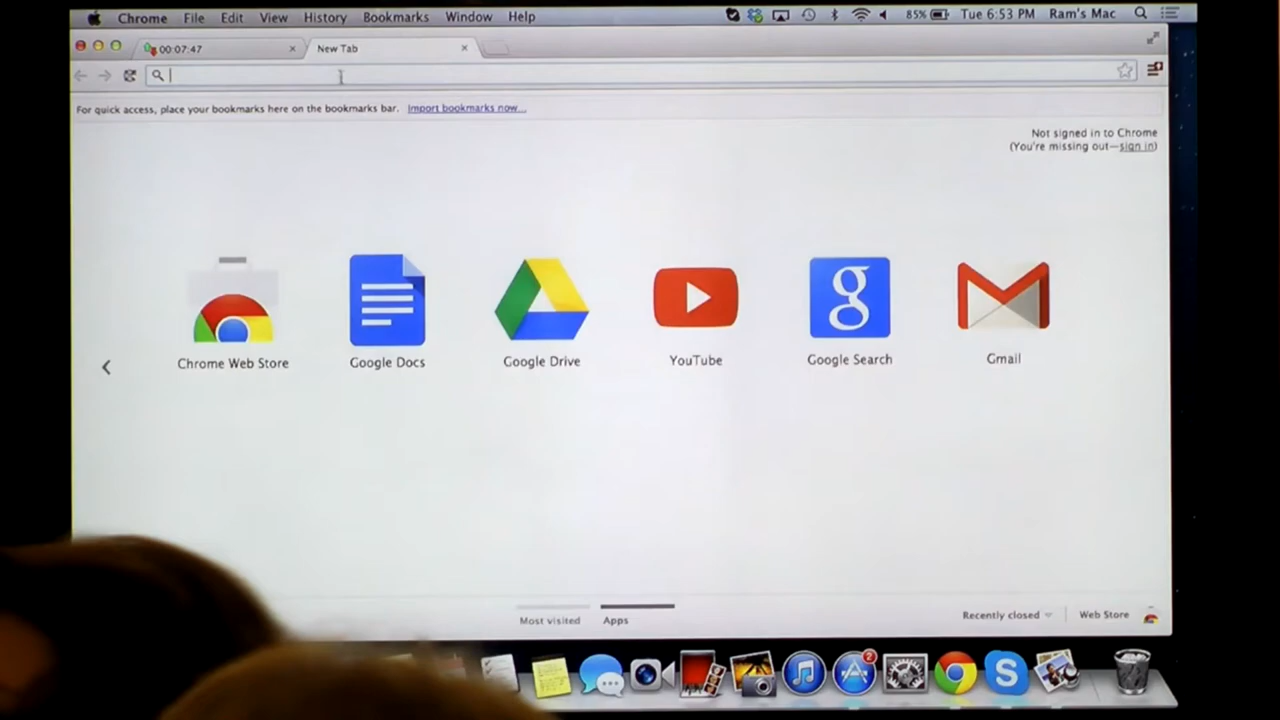 Chrome File Edit View History Bookmarks Window Help 85% Tue 6:53 PM Ram's Mac
00:07:47 New Tab
For quick access, place your bookmarks here on the bookmarks bar. Import bookmarks now...
Not signed in to Chrome
(You're missing out—sign in)
Chrome Web Store Google Docs Google Drive YouTube Google Search Gmail
Most visited Apps Recently closed Web Store
2